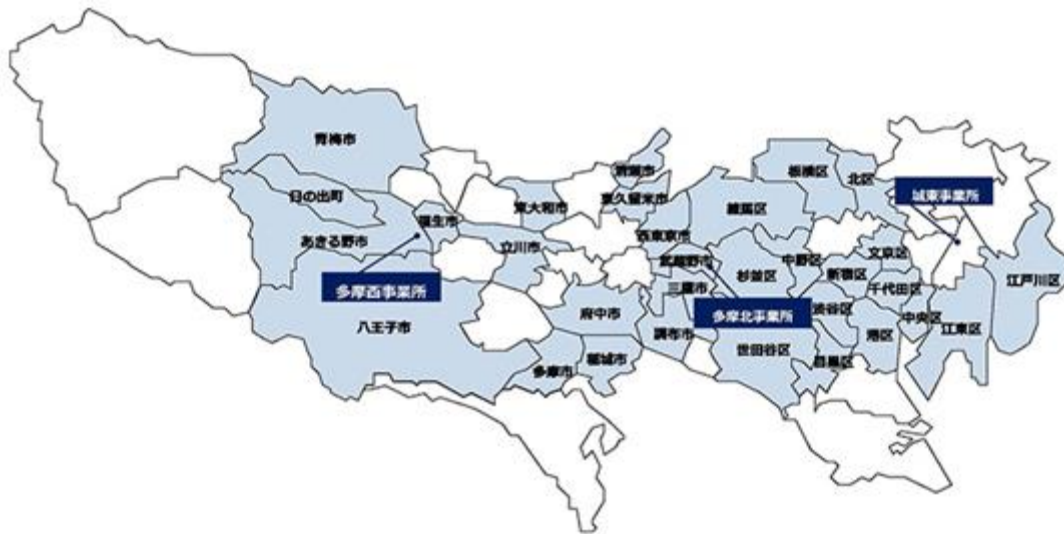 青梅市
日の出町
あきる野市
福生市
東大和市
立川市
清瀬市
東久留米市
西東京市
武蔵野市
三鷹市
調布市
府中市
稲城市
多摩市
八王子市
多摩西事業所
練馬区
板橋区
北区
杉並区
中野区
新宿区
文京区
千代田区
渋谷区
中央区
港区
世田谷区
目黒区
江東区
江戸川区
城東事業所
多摩北事業所